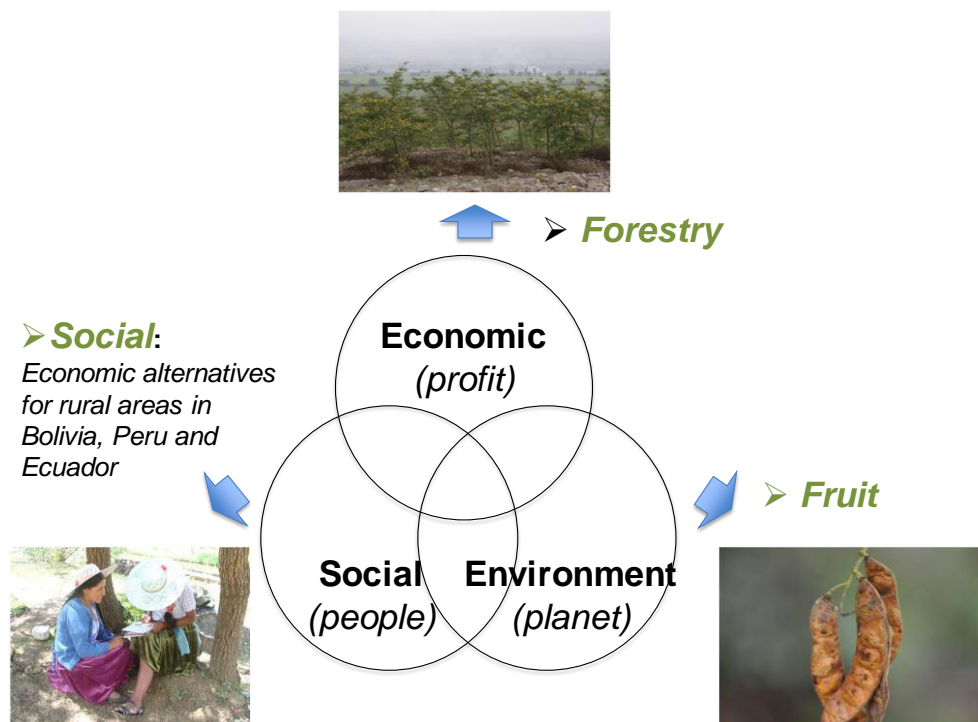 ➢ Forestry
Economic
(profit)
➢ Social:
Economic alternatives
for rural areas in
Bolivia, Peru and
Ecuador
➢ Fruit
Social
(people)
Environment
(planet)